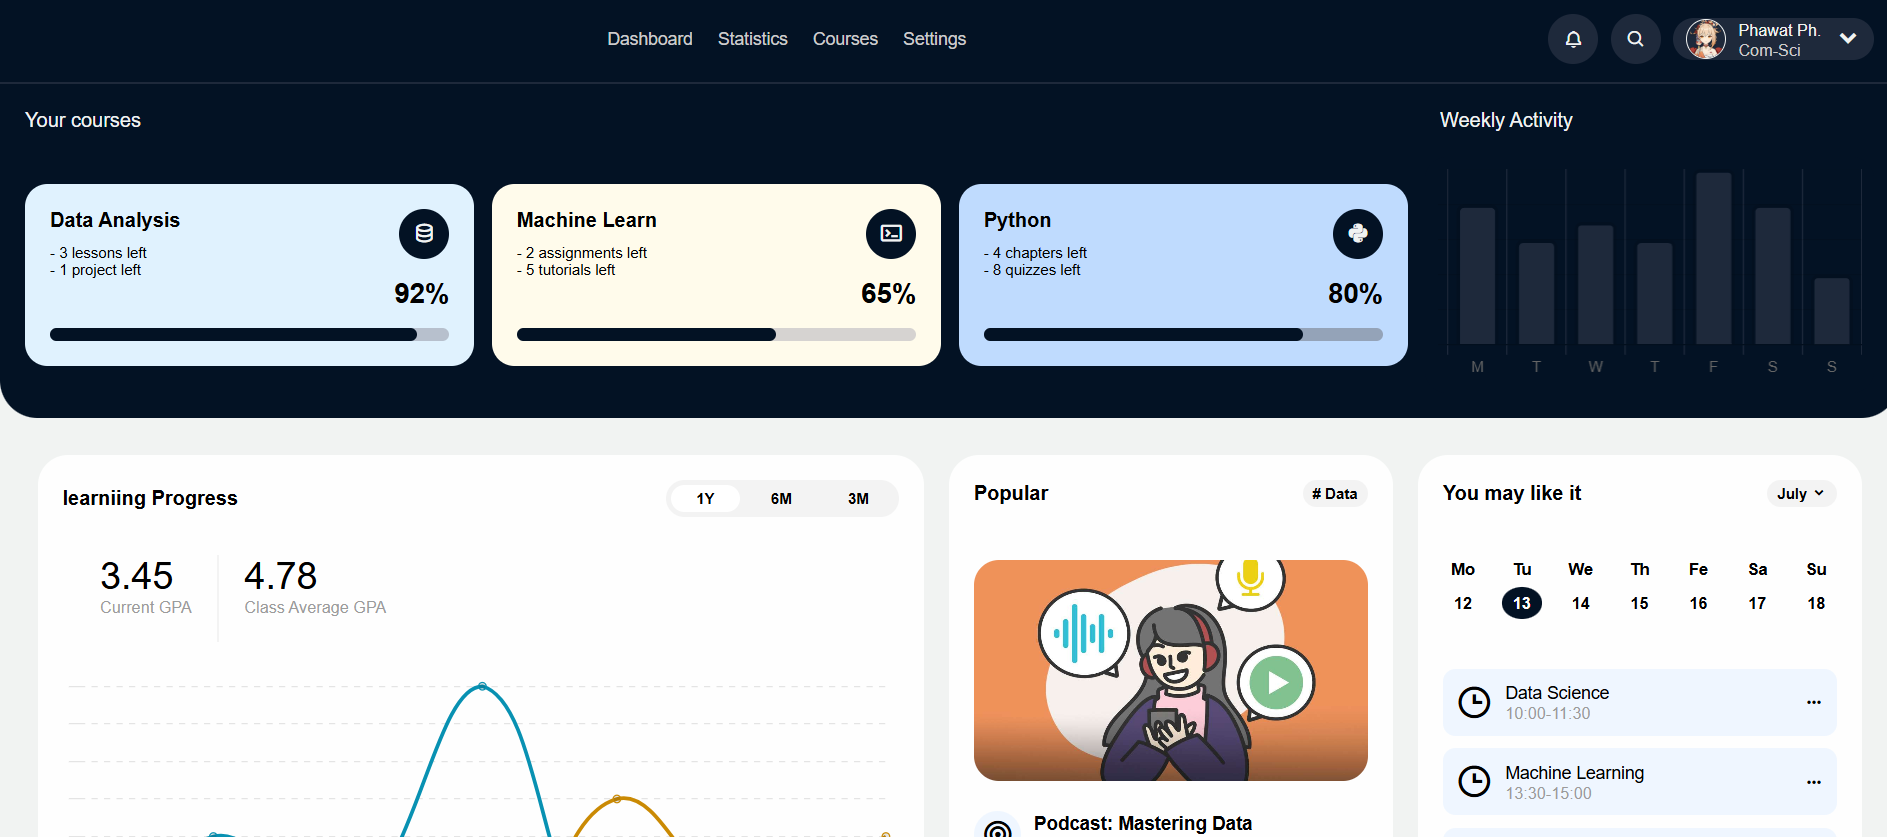 Dashboard Statistics Courses Settings
Phawat Ph.
Com-Sci
Your courses
Weekly Activity
Data Analysis
- 3 lessons left
- 1 project left
92%
Machine Learn
- 2 assignments left
- 5 tutorials left
65%
Python
- 4 chapters left
- 8 quizzes left
80%
M T W T F S S
learniing Progress
1Y 6M 3M
3.45
Current GPA
4.78
Class Average GPA
Popular
# Data
Podcast: Mastering Data
You may like it
July
Mo Tu We Th Fe Sa Su
12 13 14 15 16 17 18
Data Science
10:00-11:30
Machine Learning
13:30-15:00